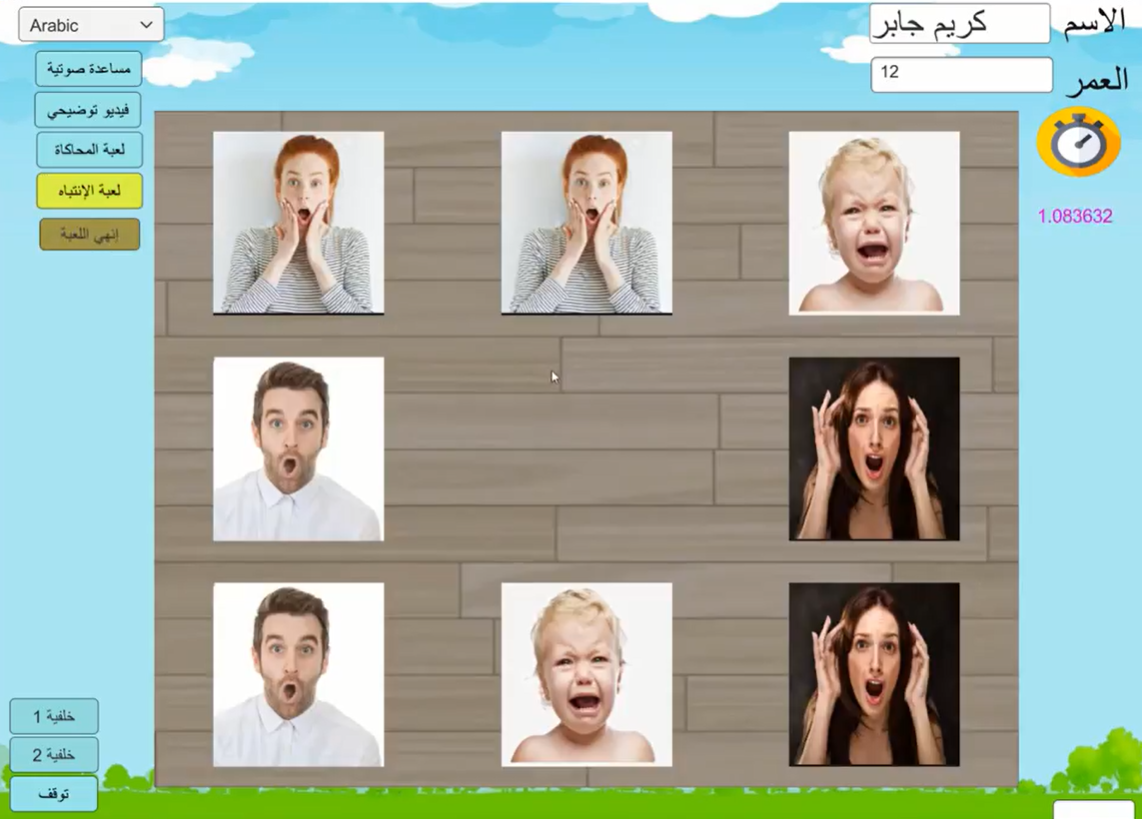 Arabic
الاسم كريم جابر
العمر 12
مساعدة صوتية
فيديو توضيحي
لعبة المحاكاة
لعبة الإنتباه
إنهي اللعبة
1.083632
خلفية 1
خلفية 2
توقف